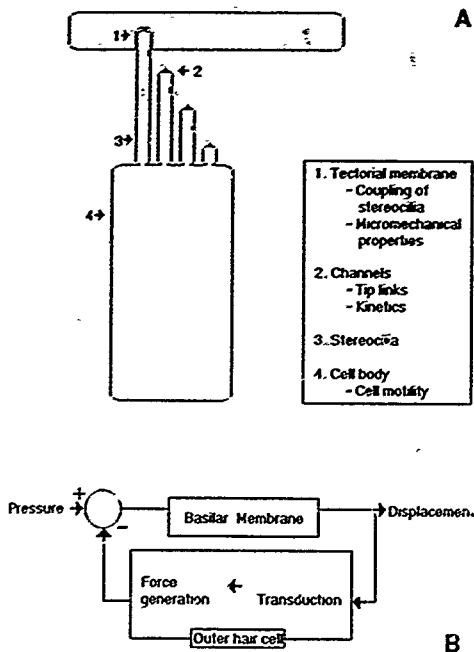 A
1
2
3
4
1. Tectorial membrane
- Coupling of
stereocilia
- Micromechanical
properties
2. Channels
- Tip links
- Kinetics
3. Stereocilia
4. Cell body
- Cell motility
+
Pressure
-
Basilar Membrane
Displacemen.
Force
generation
Transduction
Outer hair cell
B